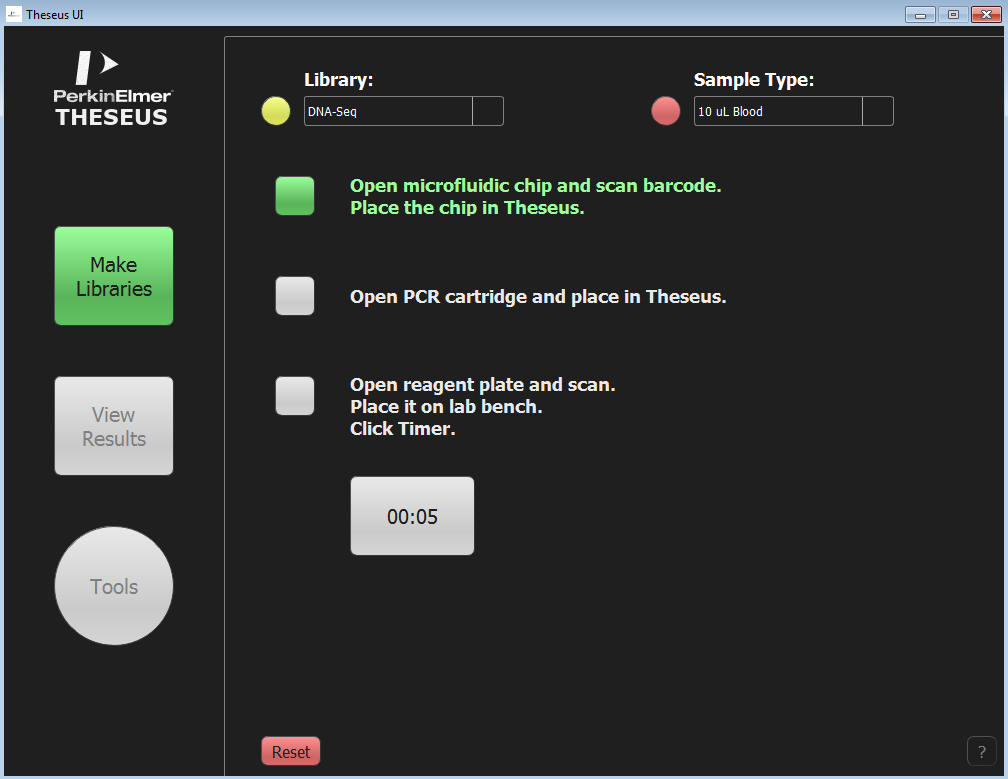 Theseus UI
PerkinElmer
THESEUS
Library:
Sample Type:
DNA-Seq
10 uL Blood
Open microfluidic chip and scan barcode.
Place the chip in Theseus.
Make
Libraries
Open PCR cartridge and place in Theseus.
Open reagent plate and scan.
Place it on lab bench.
Click Timer.
View
Results
00:05
Tools
Reset
?